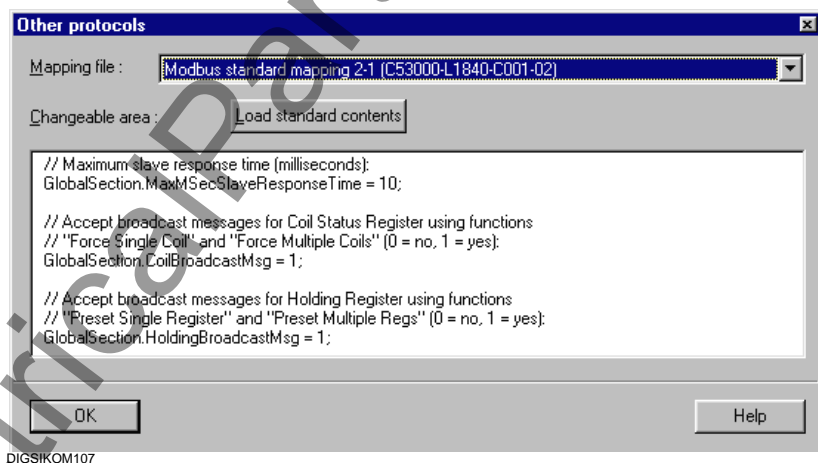 Other protocols
Mapping file :
Modbus standard mapping 2-1 (C53000-L1840-C001-02)
Changeable area :
Load standard contents
// Maximum slave response time (milliseconds):
GlobalSection.MaxMSecSlaveResponseTime = 10;
// Accept broadcast messages for Coil Status Register using functions
// "Force Single Coil" and "Force Multiple Coils" (0 = no, 1 = yes):
GlobalSection.CoilBroadcastMsg = 1;
// Accept broadcast messages for Holding Register using functions
// "Preset Single Register" and "Preset Multiple Regs" (0 = no, 1 = yes):
GlobalSection.HoldingBroadcastMsg = 1;
OK
Help
DIGSIKOM107
tricalPar